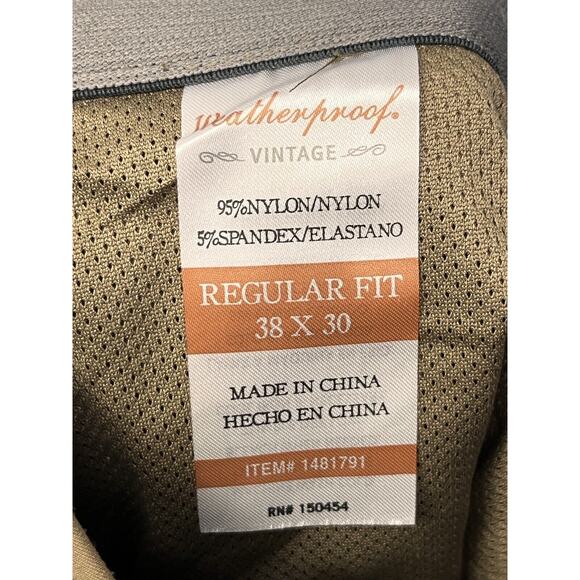 weatherproof®
VINTAGE
95%NYLON/NYLON
5%SPANDEX/ELASTANO
REGULAR FIT
38 X 30
MADE IN CHINA
HECHO EN CHINA
ITEM# 1481791
RN# 150454